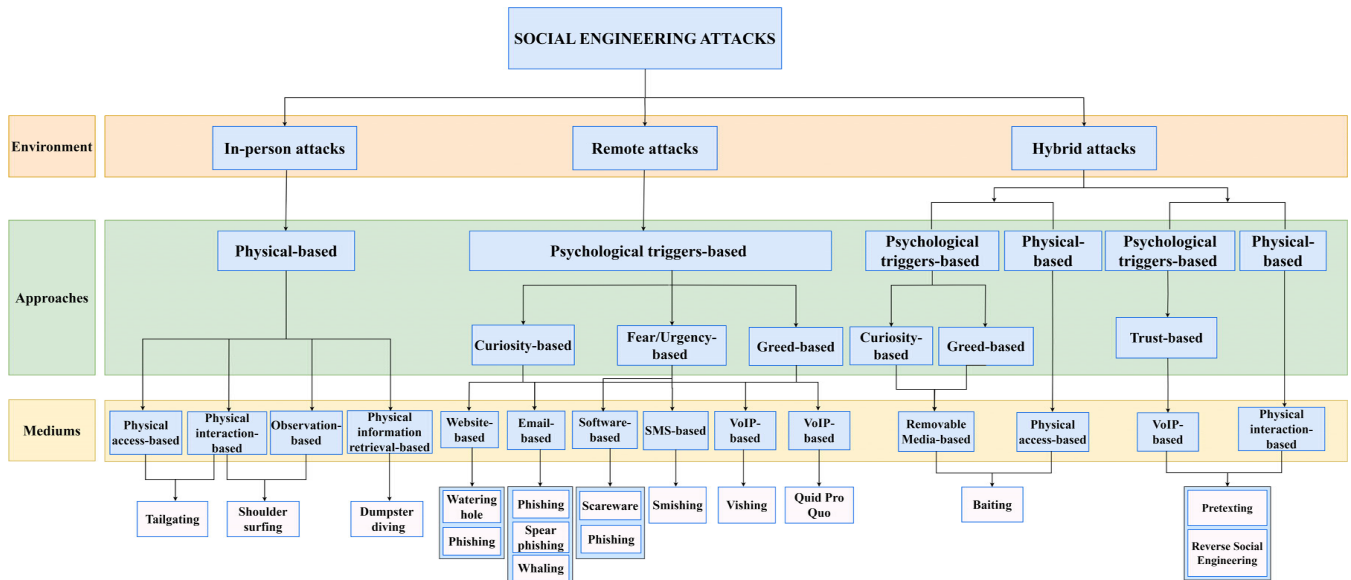 SOCIAL ENGINEERING ATTACKS
Environment
In-person attacks
Remote attacks
Hybrid attacks
Approaches
Physical-based
Psychological triggers-based
Psychological
triggers-based
Physical-
based
Psychological
triggers-based
Physical-
based
Curiosity-based
Fear/Urgency-
based
Greed-based
Curiosity-
based
Greed-based
Trust-based
Mediums
Physical
access-based
Physical
interaction-
based
Observation-
based
Physical
information
retrieval-based
Website-
based
Email-
based
Software-
based
SMS-based
VoIP-
based
VoIP-
based
Removable
Media-based
Physical
access-based
VoIP-
based
Physical
interaction-
based
Tailgating
Shoulder
surfing
Dumpster
diving
Watering
hole
Phishing
Phishing
Spear
phishing
Whaling
Scareware
Phishing
Smishing
Vishing
Quid Pro
Quo
Baiting
Pretexting
Reverse Social
Engineering